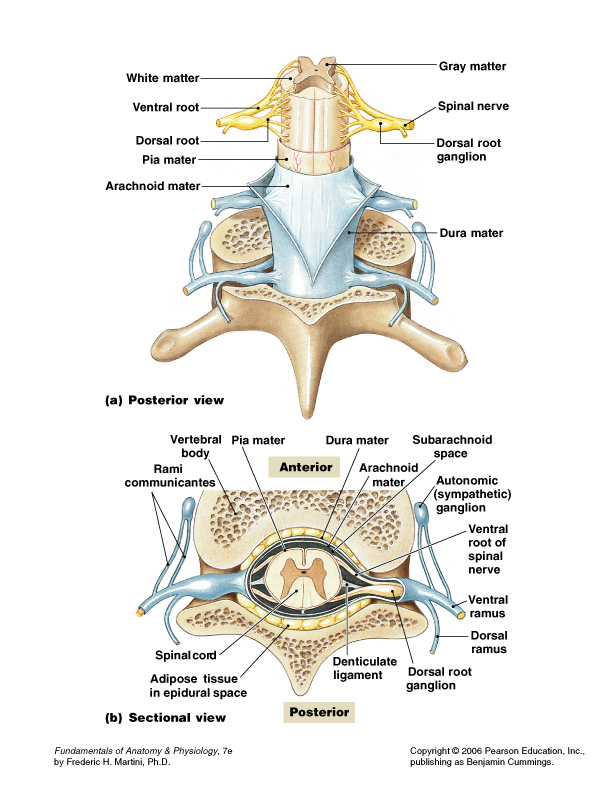 Gray matter
White matter
Ventral root
Spinal nerve
Dorsal root
Dorsal root
ganglion
Pia mater
Arachnoid mater
Dura mater
(a) Posterior view
Vertebral
body
Pia mater
Dura mater
Subarachnoid
space
Anterior
Rami
communicantes
Arachnoid
mater
Autonomic
(sympathetic)
ganglion
Ventral
root of
spinal
nerve
Ventral
ramus
Dorsal
ramus
Spinal cord
Adipose tissue
in epidural space
Denticulate
ligament
Dorsal root
ganglion
Posterior
(b) Sectional view
Fundamentals of Anatomy & Physiology, 7e
by Frederic H. Martini, Ph.D.
Copyright © 2006 Pearson Education, Inc.,
publishing as Benjamin Cummings.